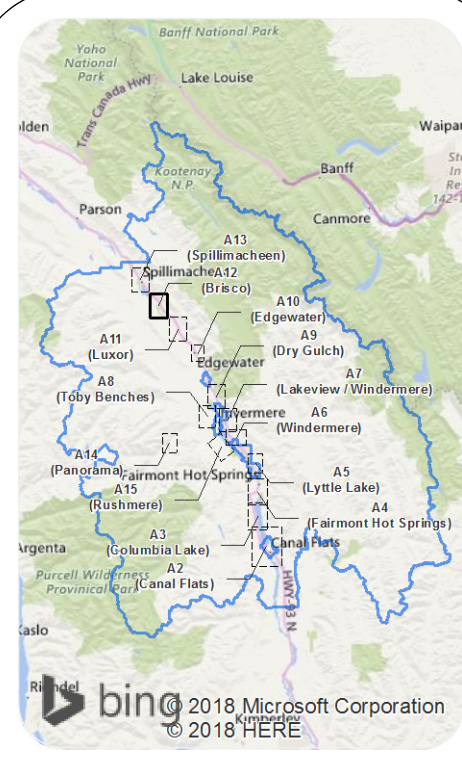 Banff National Park
Yoho
National
Park
Lake Louise
Trans Canada Hwy
lden
Waipar
Kootenay
N.P.
Banff
Parson
Canmore
A13
(Spillimacheen)
Spillimache
A12
(Brisco)
A10
(Edgewater)
A11
(Luxor)
A9
(Dry Gulch)
Edgewater
A8
(Toby Benches)
A7
(Lakeview / Windermere)
vermere
A6
(Windermere)
A14
(Panorama)
Fairmont Hot Springs
A15
(Rushmere)
A5
(Lyttle Lake)
A4
(Fairmont Hot Springs)
A3
(Columbia Lake)
Canal Flats
Argenta
A2
(Canal Flats)
Purcell Wilderness
Provincial Park
HWY-93 N
Kaslo
bing
© 2018 Microsoft Corporation
Kimberley
© 2018 HERE